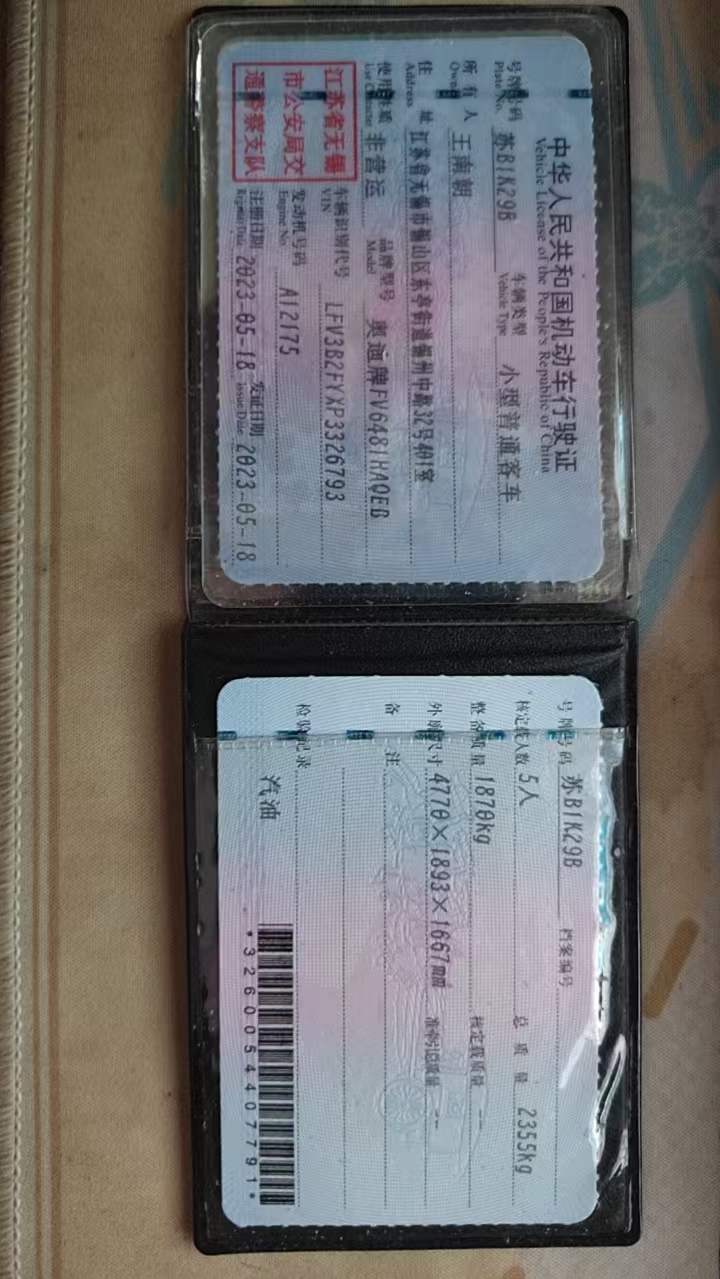 中华人民共和国机动车行驶证
Vehicle License of the People's Republic of China
号牌号码 苏B1K29B 车辆类型 小型普通客车
Plate No. Vehicle Type
所有人 王南朝
Owner
住址 江苏省无锡市锡山区东亭街道锡州中路32号401室
Address
使用性质 非营运 品牌型号 奥迪牌FV6481HAQEG
Use Character Model
江苏省无锡
市公安局交
通警察支队
车辆识别代号 LFV3B2FYXP3326793
VIN
发动机号码 A12175
Engine No.
注册日期 2023-05-18 发证日期 2023-05-18
Register Date Issue Date
号牌号码 苏B1K29B 档案编号
核定载人数 5人 总质量 2355kg
整备质量 1870kg 核定载质量 --
外廓尺寸 4770×1893×1667mm 准牵引总质量 --
备注
检验记录
汽油
*3260054407791*